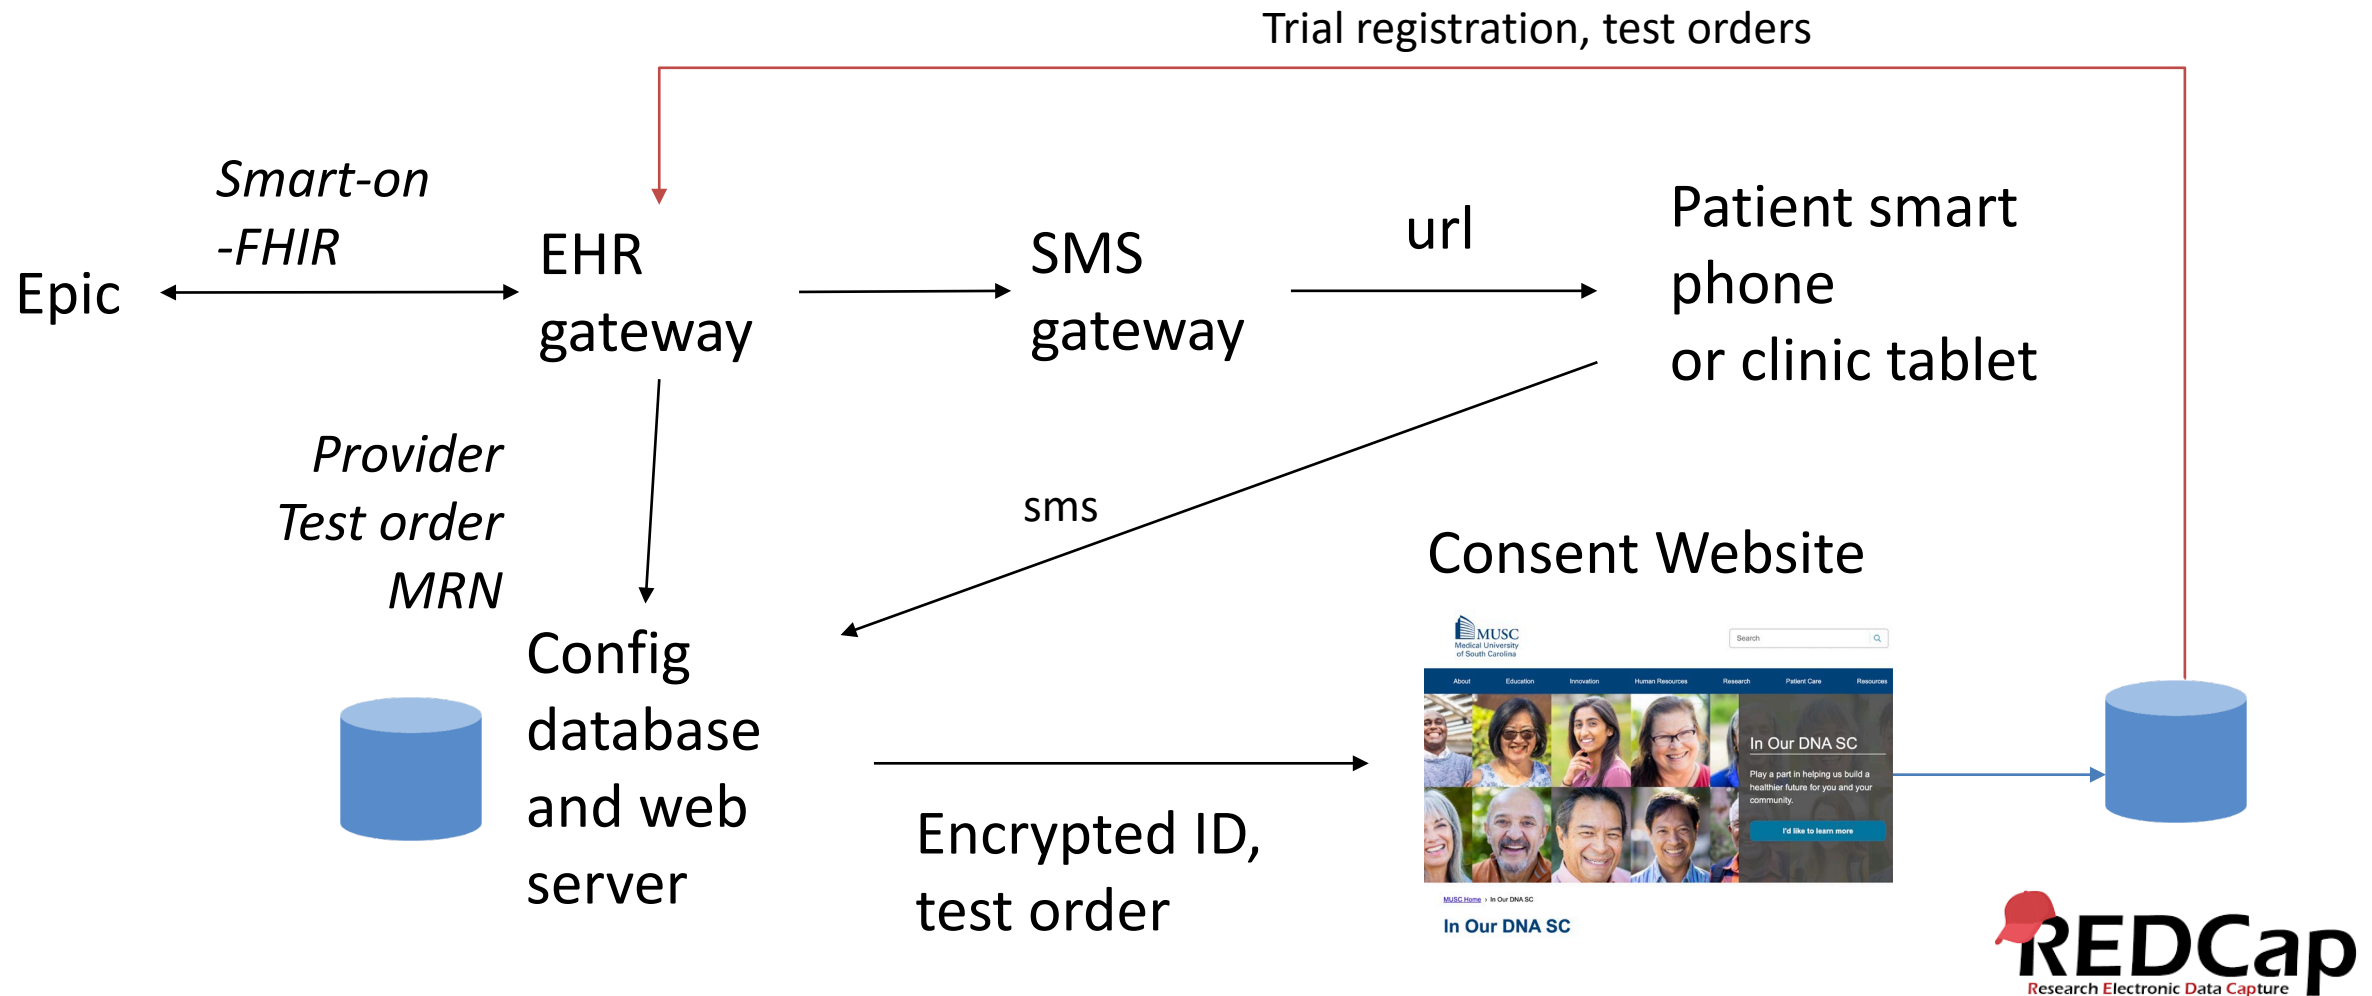 Trial registration, test orders
Smart-on
-FHIR
Epic
EHR
gateway
SMS
gateway
url
Patient smart
phone
or clinic tablet
Provider
Test order
MRN
sms
Config
database
and web
server
Encrypted ID,
test order
Consent Website
MUSC
Medical University
of South Carolina
Search
About Education Innovation Human Resources Research Patient Care Resources
In Our DNA SC
Play a part in helping us build a
healthier future for you and your
community.
I'd like to learn more
MUSC Home › In Our DNA SC
In Our DNA SC
REDCap
Research Electronic Data Capture